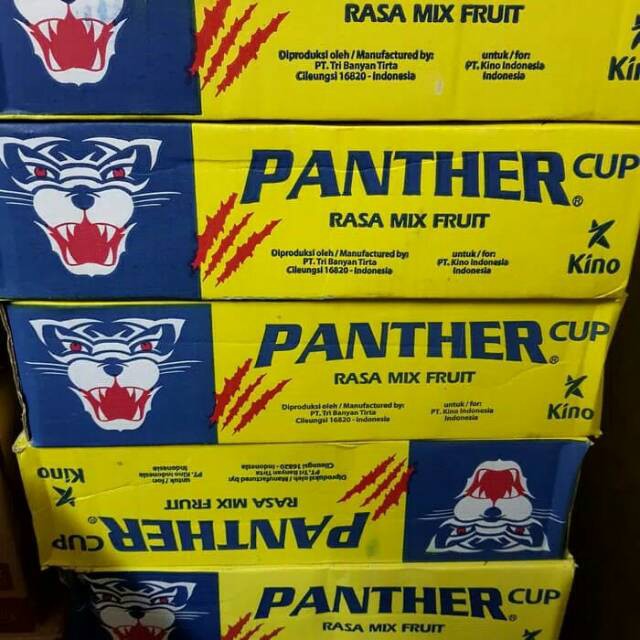 RASA MIX FRUIT
Diproduksi oleh / Manufactured by:
PT. Tri Banyan Tirta
Cileungsi 16820 - Indonesia
untuk / for:
PT. Kino Indonesia
Indonesia
PANTHER CUP
®
RASA MIX FRUIT
Diproduksi oleh / Manufactured by:
PT. Tri Banyan Tirta
Cileungsi 16820 - Indonesia
untuk / for:
PT. Kino Indonesia
Indonesia
Kino
PANTHER CUP
®
RASA MIX FRUIT
Diproduksi oleh / Manufactured by:
PT. Tri Banyan Tirta
Cileungsi 16820 - Indonesia
untuk / for:
PT. Kino Indonesia
Indonesia
Kino
PANTHER CUP
®
RASA MIX FRUIT
Diproduksi oleh / Manufactured by:
PT. Tri Banyan Tirta
Cileungsi 16820 - Indonesia
untuk / for:
PT. Kino Indonesia
Indonesia
Kino
PANTHER CUP
®
RASA MIX FRUIT